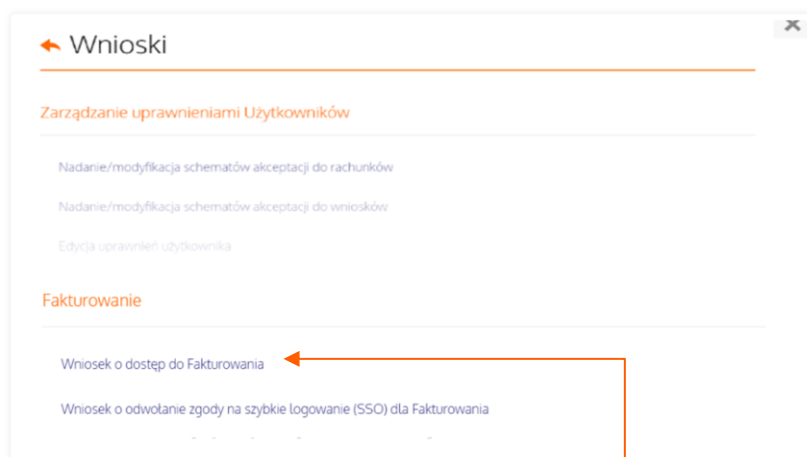 Wnioski
Zarządzanie uprawnieniami Użytkowników
Nadanie/modyfikacja schematów akceptacji do rachunków
Nadanie/modyfikacja schematów akceptacji do wniosków
Edycja uprawnień użytkownika
Fakturowanie
Wniosek o dostęp do Fakturowania
Wniosek o odwołanie zgody na szybkie logowanie (SSO) dla Fakturowania